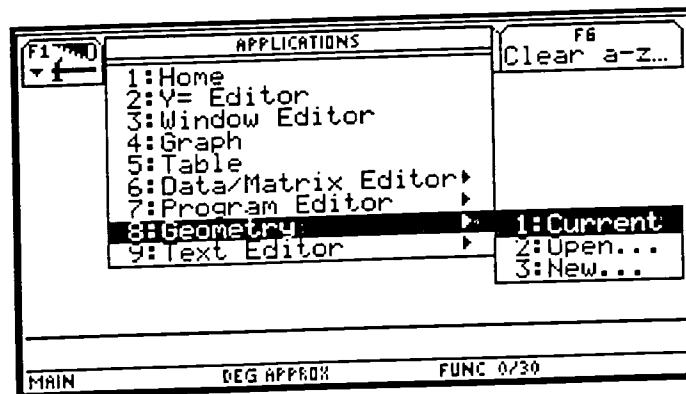 F1
APPLICATIONS
F6
Clear a-z...
1:Home
2:Y= Editor
3:Window Editor
4:Graph
5:Table
6:Data/Matrix Editor
7:Program Editor
8:Geometry
9:Text Editor
1:Current
2:Open...
3:New...
MAIN DEG APPROX FUNC 0/30